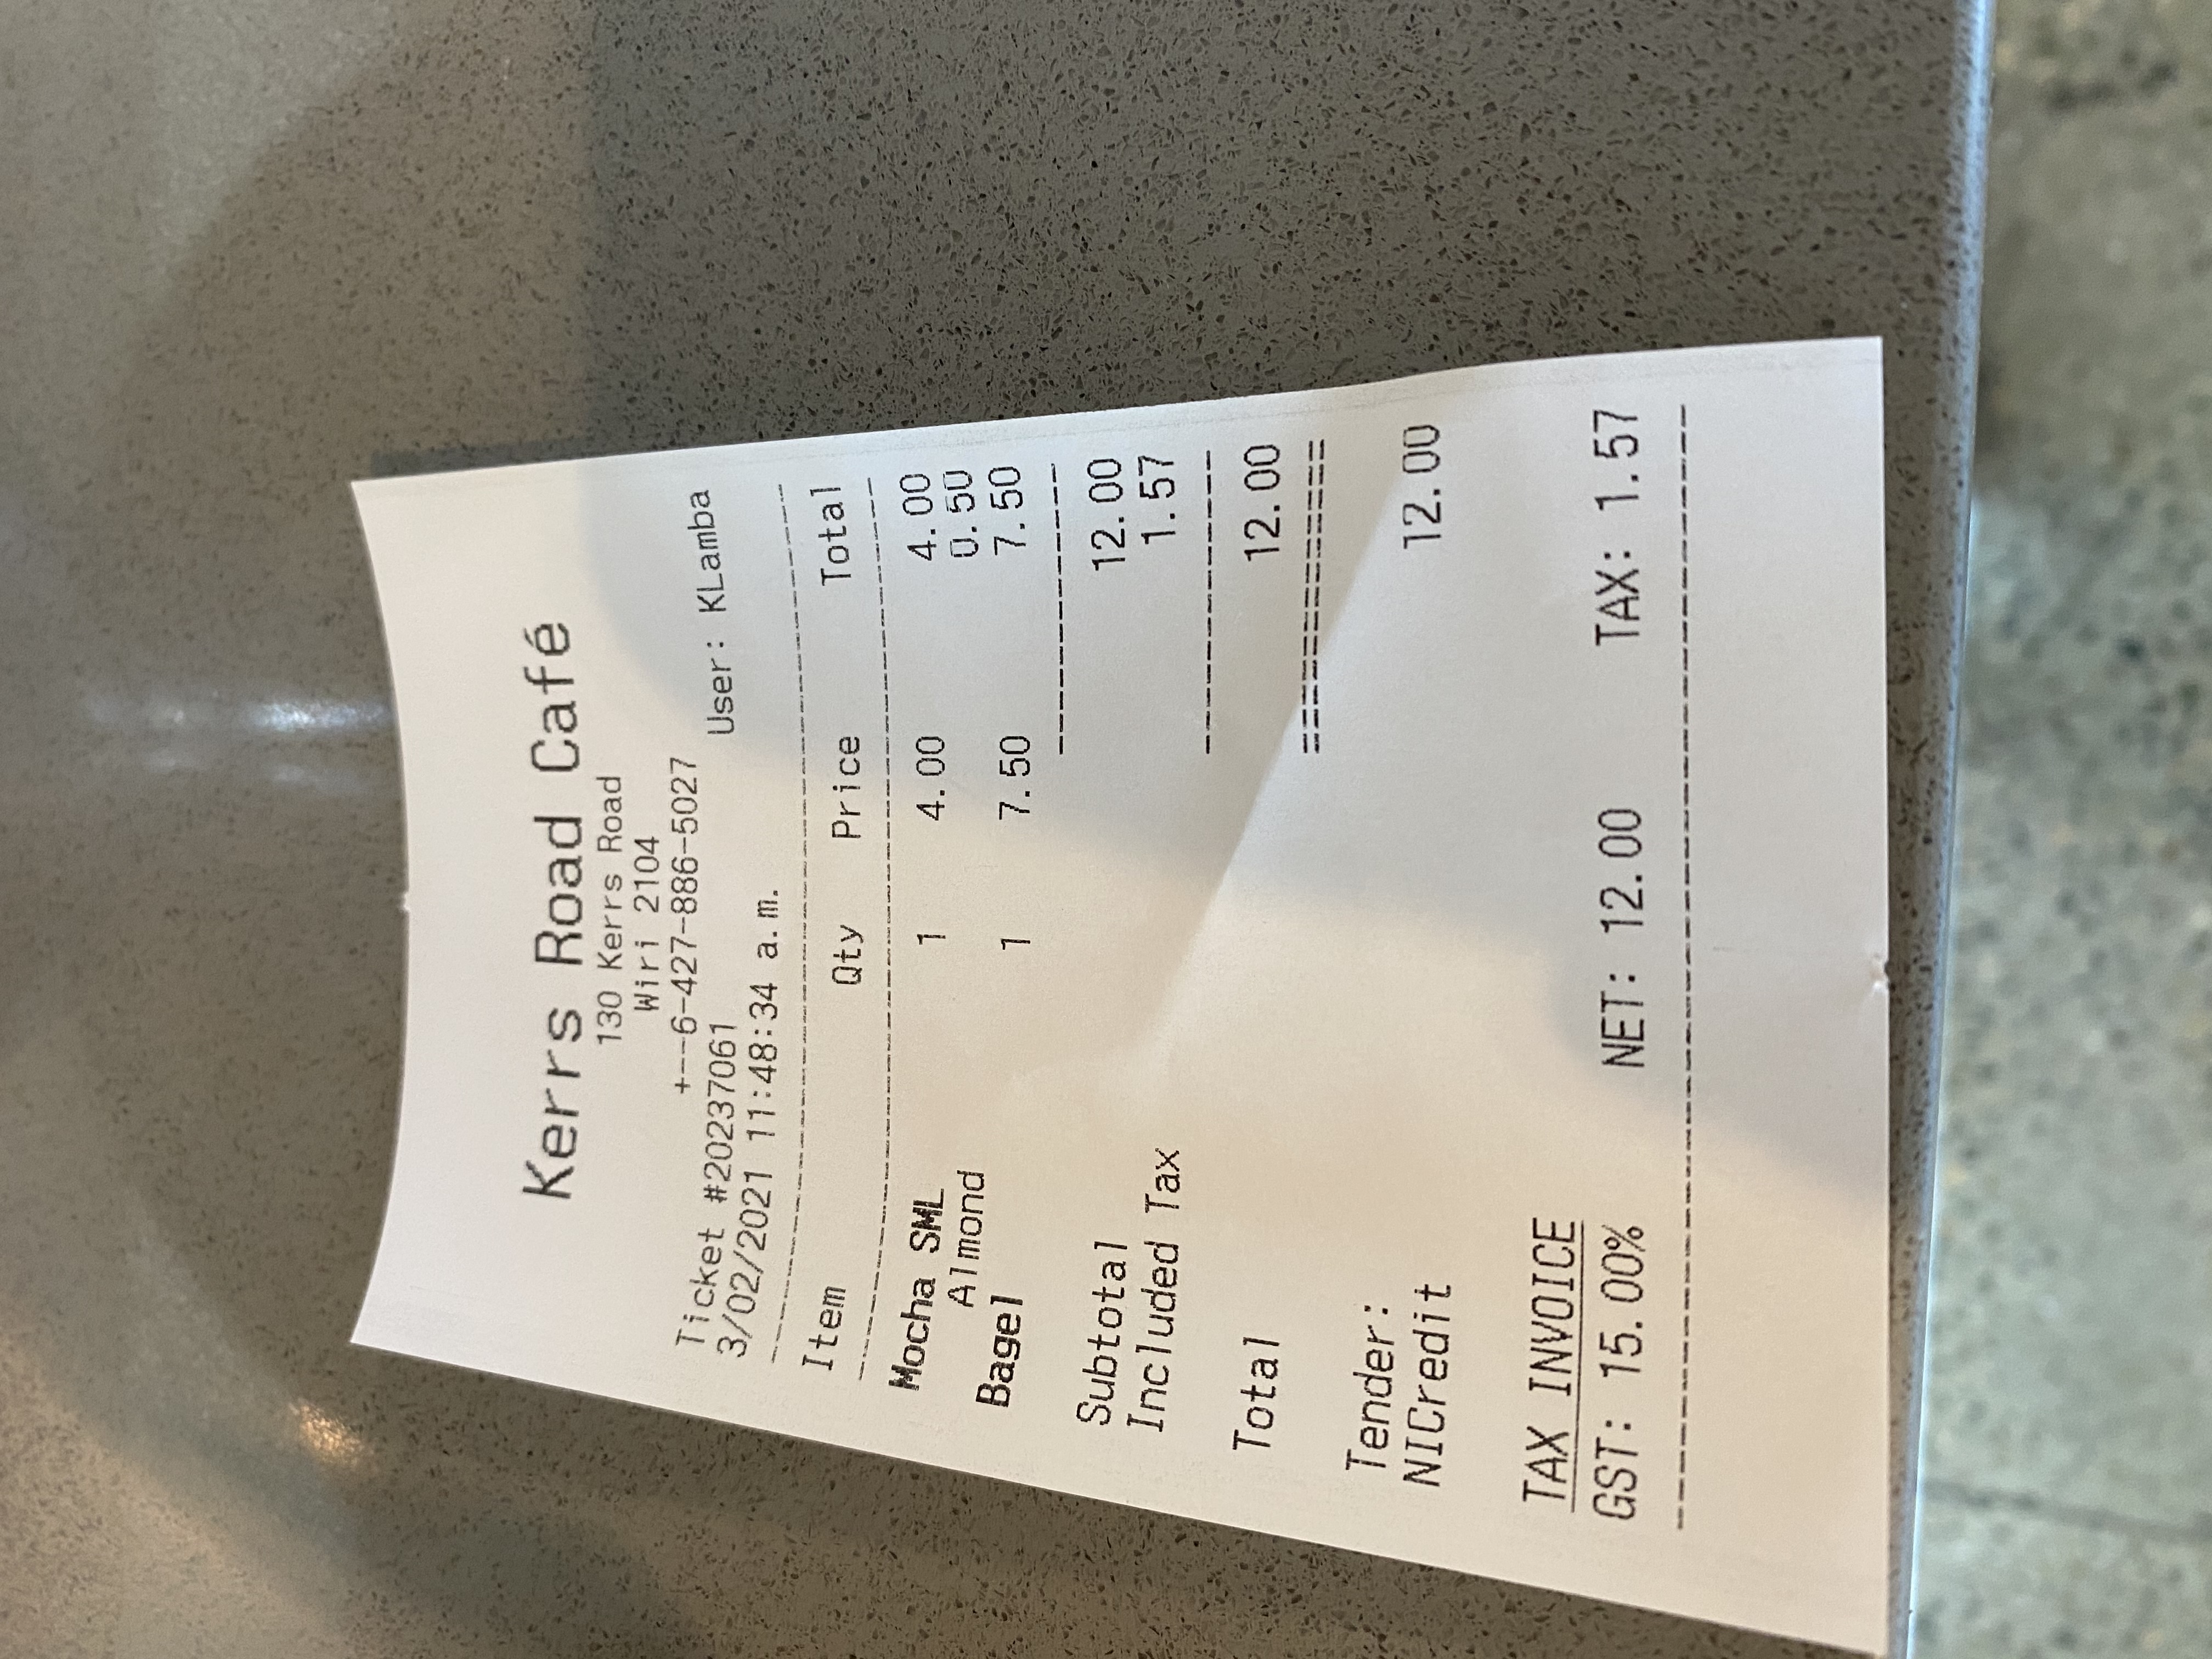 Kerrs Road Café
130 Kerrs Road
Wiri 2104
+--6-427-886-5027
Ticket #20237061 User: KLamba
3/02/2021 11:48:34 a.m.
Item Qty Price Total
Mocha SML 1 4.00 4.00
Almond 0.50
Bagel 1 7.50 7.50
Subtotal 12.00
Included Tax 1.57
Total 12.00
Tender:
NICredit 12.00
TAX INVOICE
GST: 15.00% NET: 12.00 TAX: 1.57